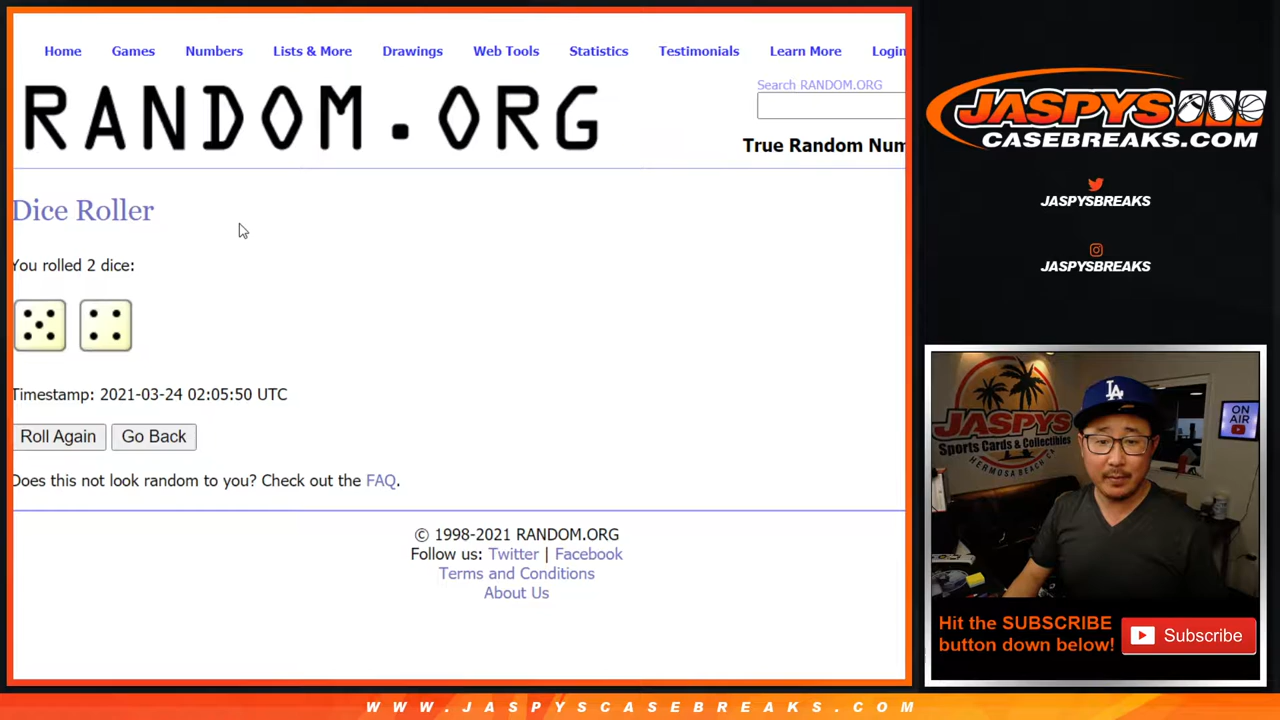 Home Games Numbers Lists & More Drawings Web Tools Statistics Testimonials Learn More Login
Search RANDOM.ORG
RANDOM.ORG
True Random Num
Dice Roller
You rolled 2 dice:
Timestamp: 2021-03-24 02:05:50 UTC
Roll Again Go Back
Does this not look random to you? Check out the FAQ.
© 1998-2021 RANDOM.ORG
Follow us: Twitter | Facebook
Terms and Conditions
About Us
JASPYS
CASEBREAKS.COM
JASPYSBREAKS
JASPYSBREAKS
JASPYS
Sports Cards & Collectibles
HERMOSA BEACH, CA
LA
ON
AIR
Hit the SUBSCRIBE
button down below!
Subscribe
WWW.JASPYSCASEBREAKS.COM